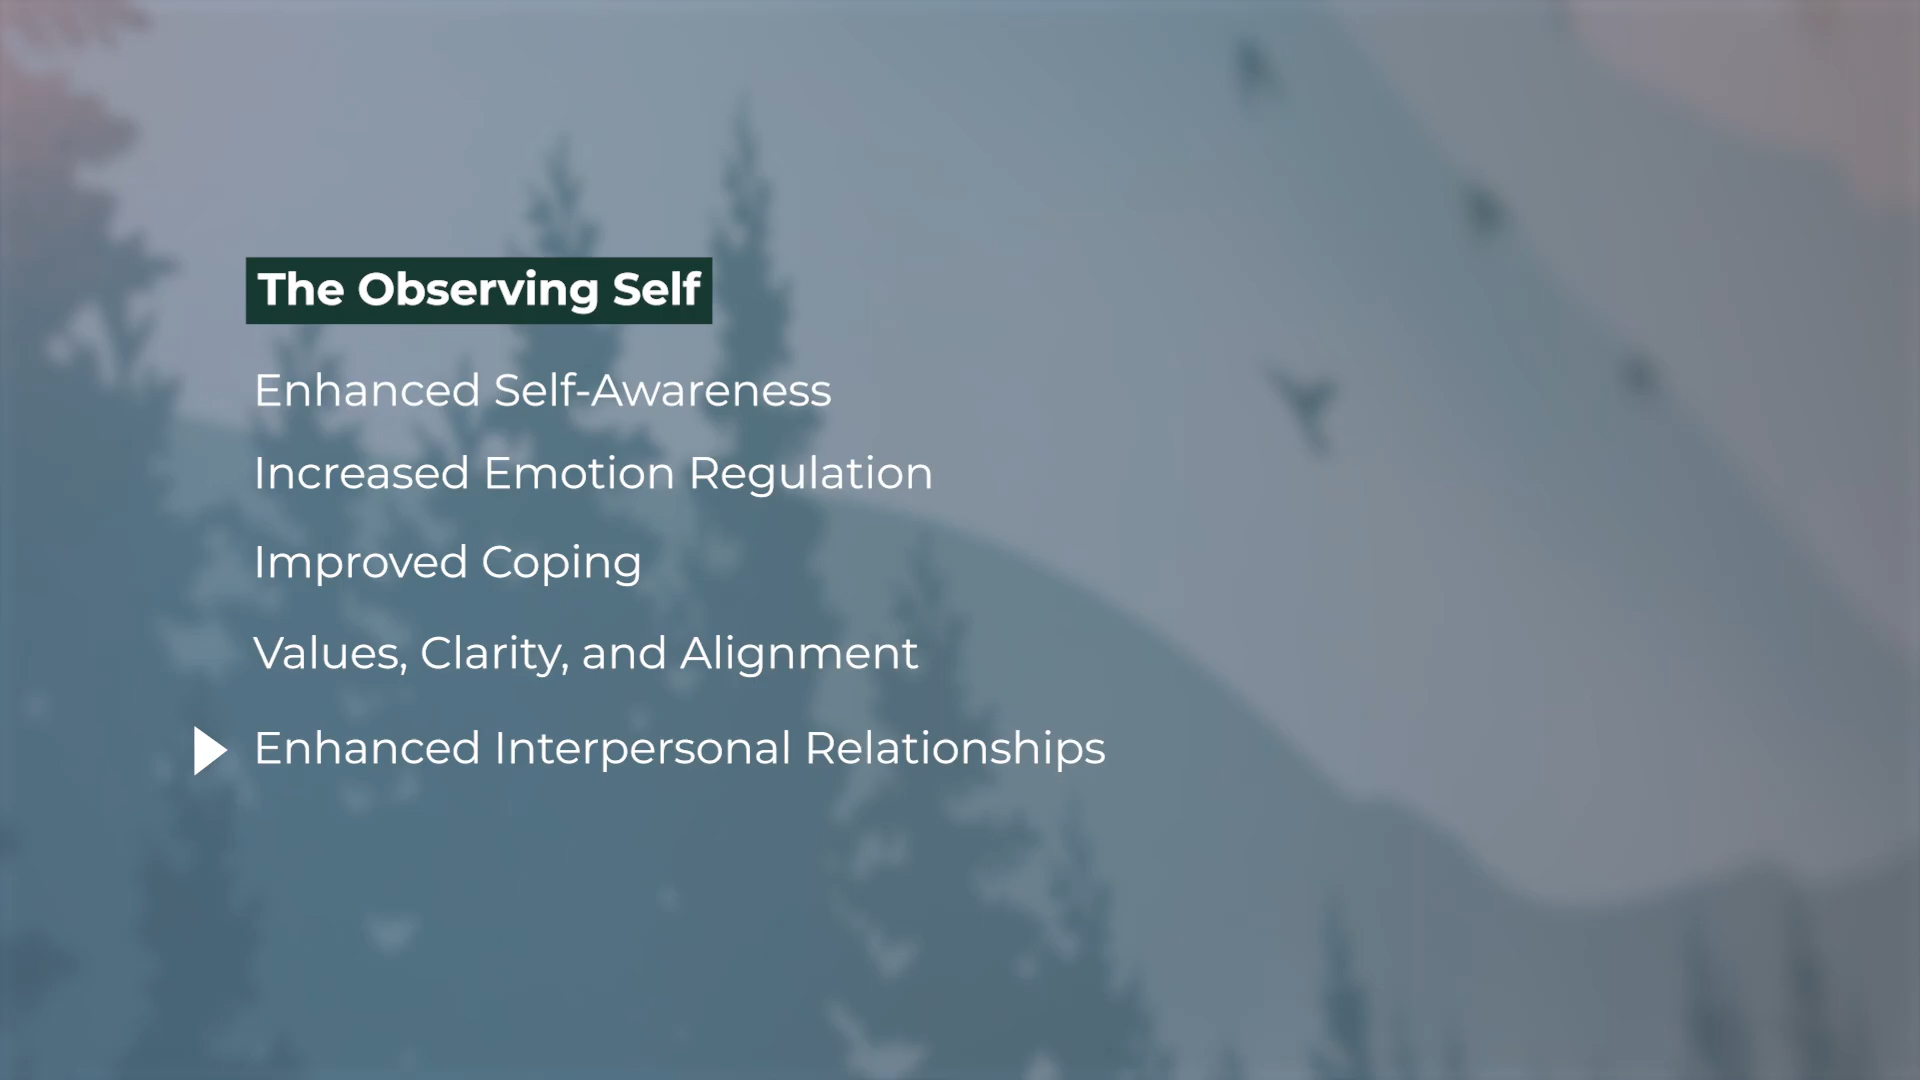 The Observing Self
Enhanced Self-Awareness
Increased Emotion Regulation
Improved Coping
Values, Clarity, and Alignment
Enhanced Interpersonal Relationships